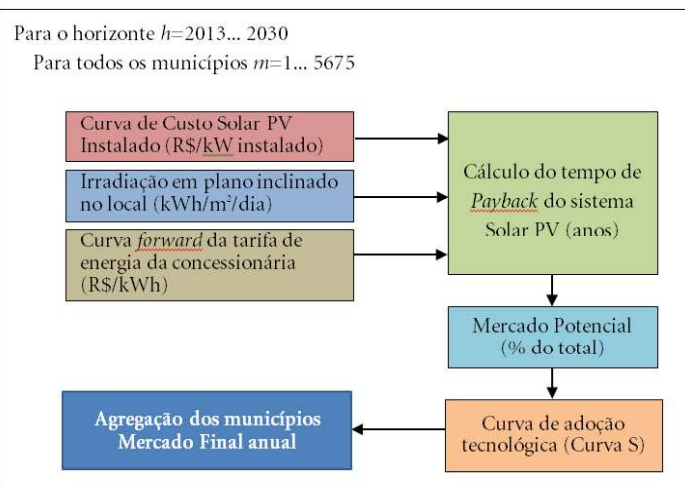 Para o horizonte h=2013... 2030
Para todos os municípios m=1... 5675
Curva de Custo Solar PV
Instalado (R$/kW instalado)
Irradiação em plano inclinado
no local (kWh/m²/dia)
Curva forward da tarifa de
energia da concessionária
(R$/kWh)
Cálculo do tempo de
Payback do sistema
Solar PV (anos)
Mercado Potencial
(% do total)
Curva de adoção
tecnológica (Curva S)
Agregação dos municípios
Mercado Final anual